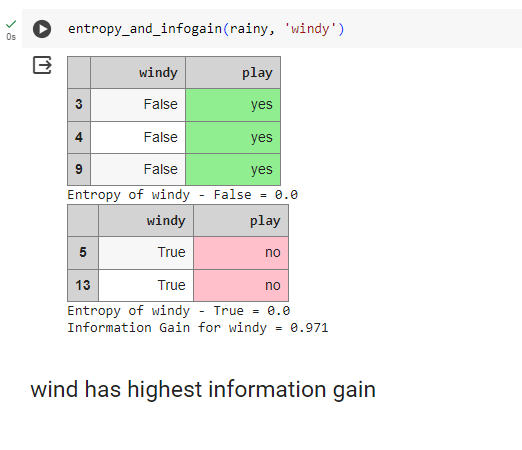 entropy_and_infogain(rainy, 'windy')
0s
windy play
3 False yes
4 False yes
9 False yes
Entropy of windy - False = 0.0
windy play
5 True no
13 True no
Entropy of windy - True = 0.0
Information Gain for windy = 0.971
wind has highest information gain